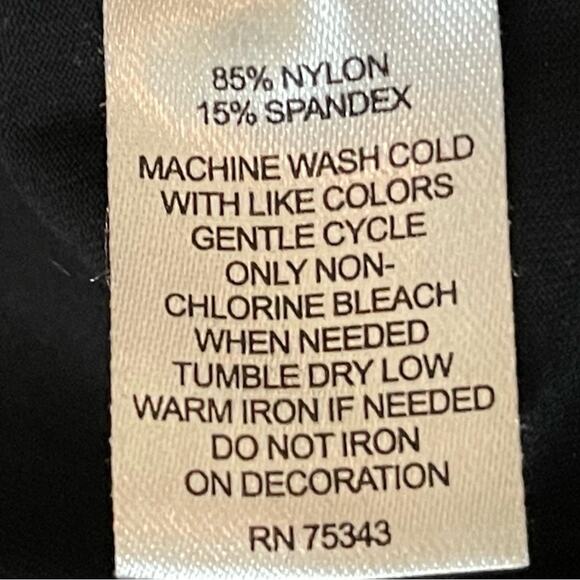 85% NYLON
15% SPANDEX
MACHINE WASH COLD
WITH LIKE COLORS
GENTLE CYCLE
ONLY NON-
CHLORINE BLEACH
WHEN NEEDED
TUMBLE DRY LOW
WARM IRON IF NEEDED
DO NOT IRON
ON DECORATION
RN 75343